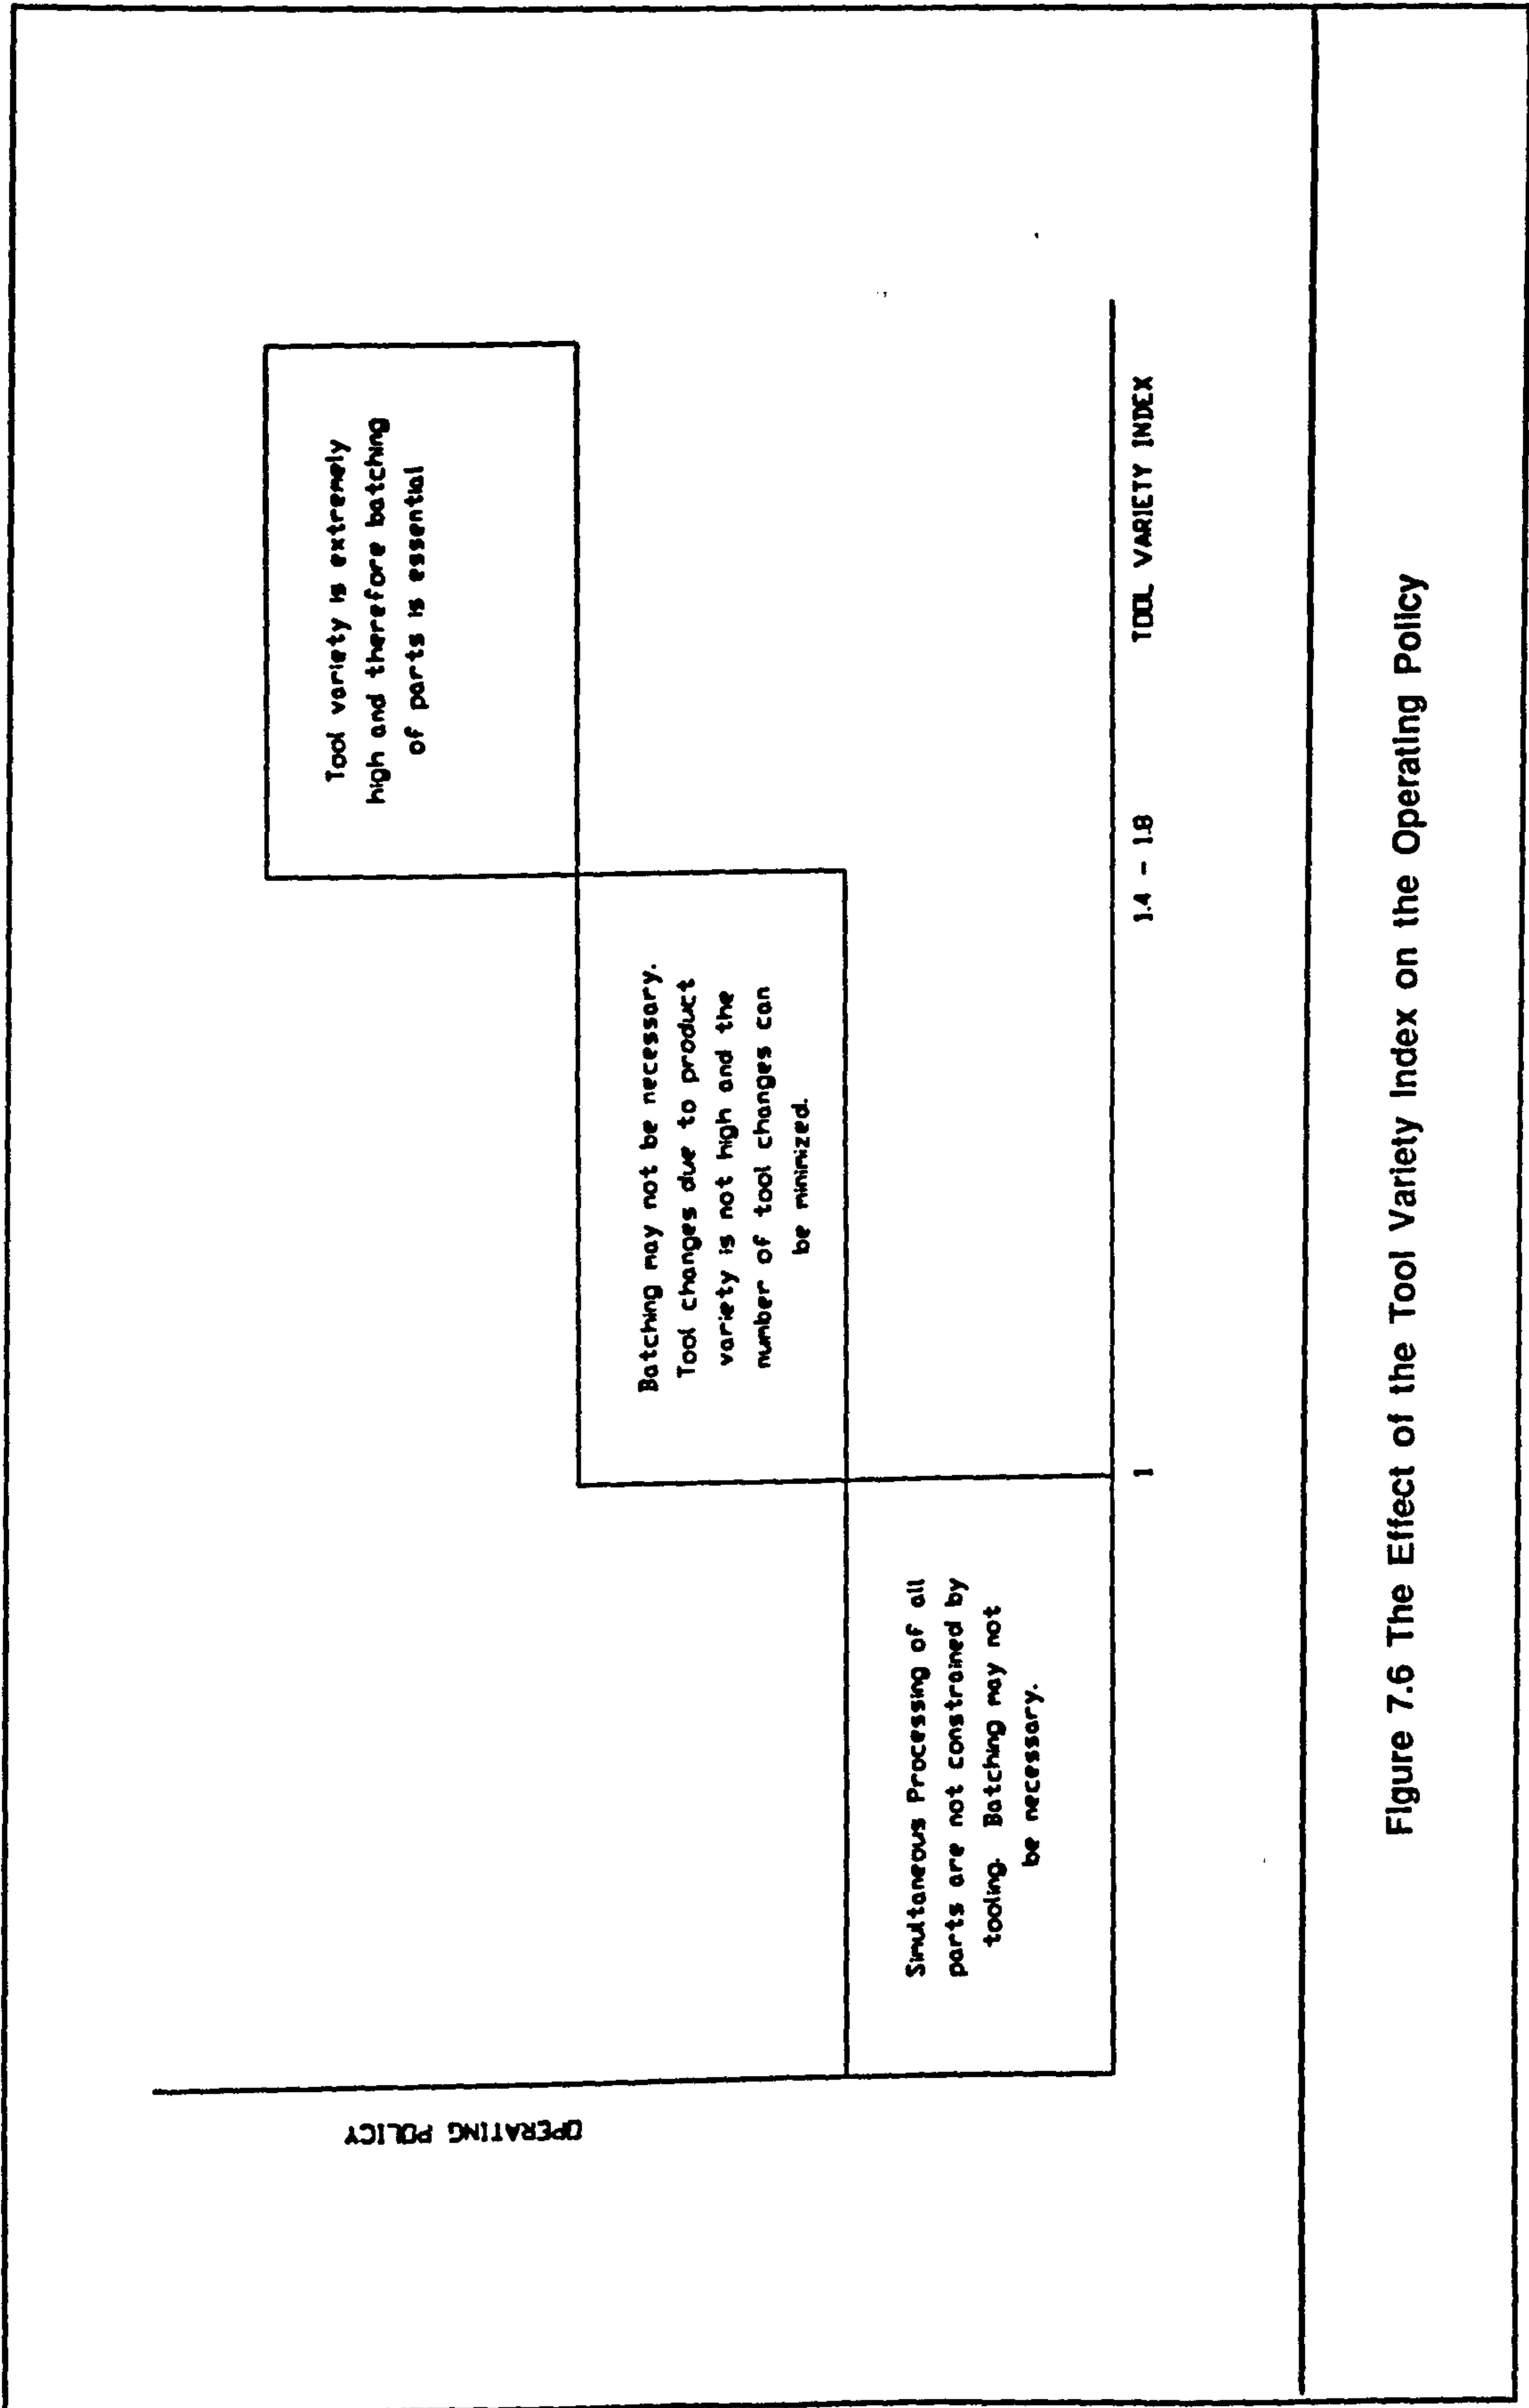 OPERATING POLICY
Tool variety is extremely
high and therefore batching
of parts is essential
Batching may not be necessary.
Tool changes due to product
variety is not high and the
number of tool changes can
be minimized.
Simultaneous Processing of all
parts are not constrained by
tooling. Batching may not
be necessary.
1
1.4 - 1.8
TOOL VARIETY INDEX
Figure 7.6 The Effect of the Tool Variety Index on the Operating Policy